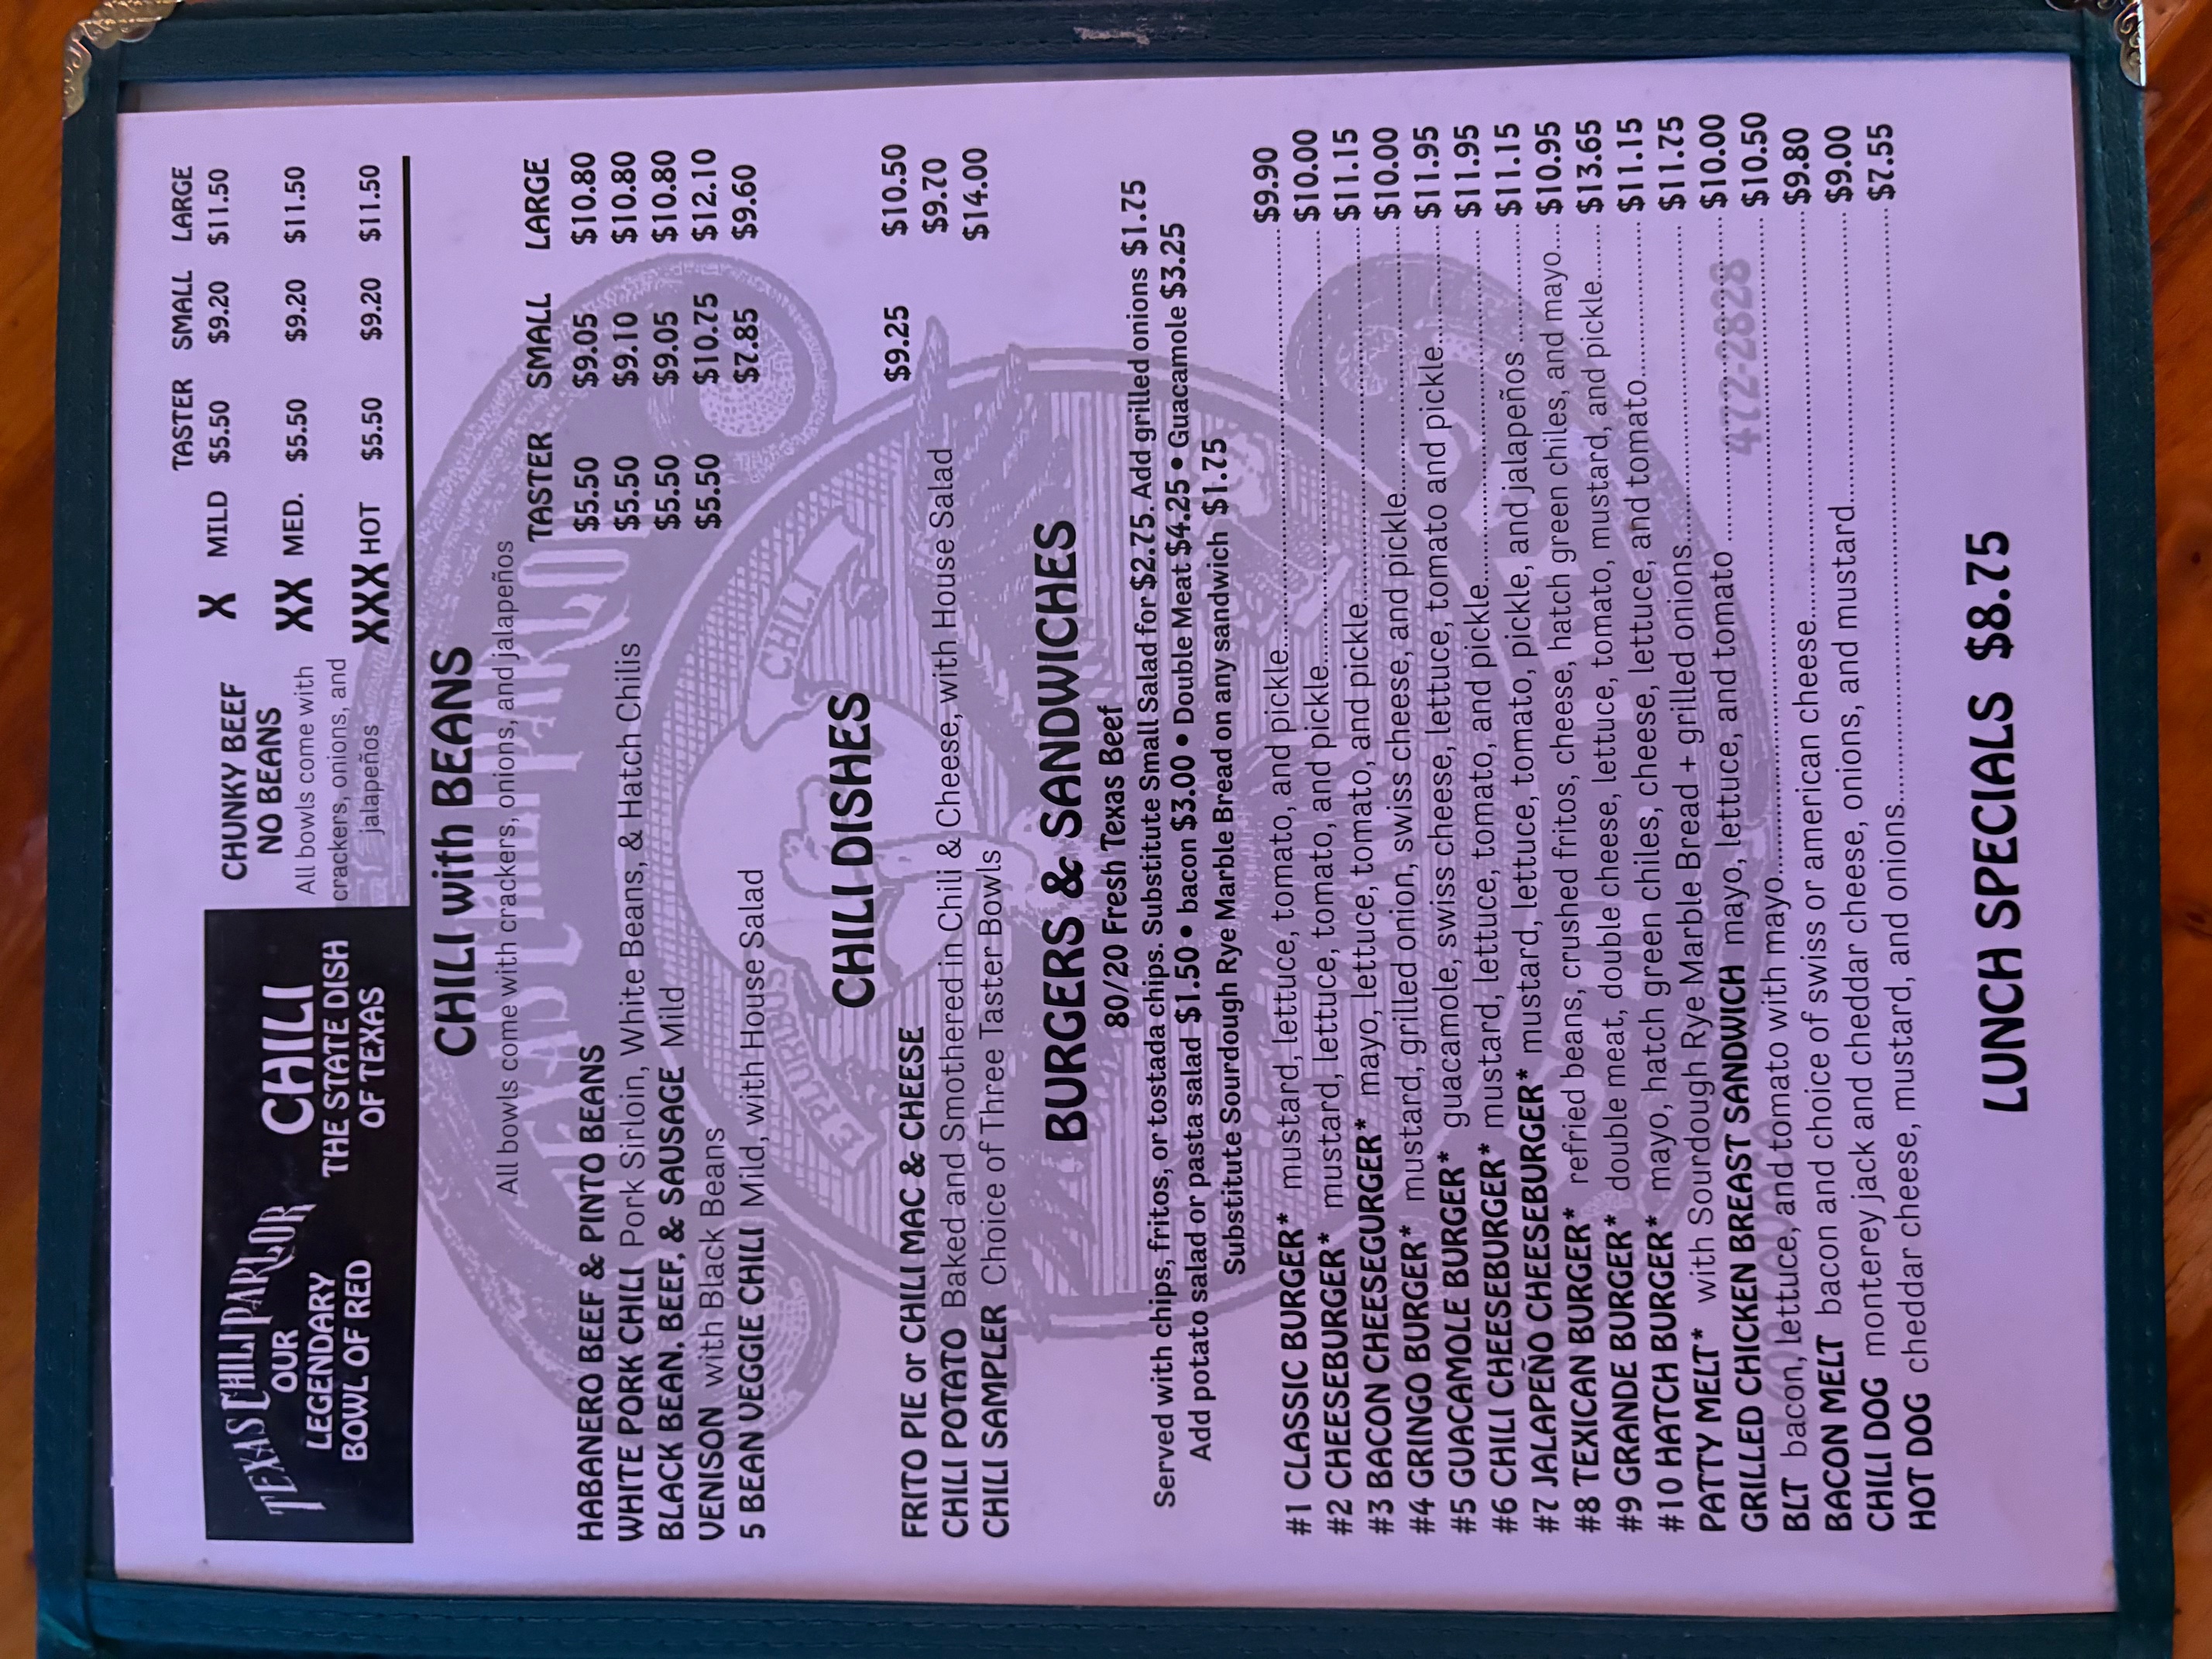 TEXAS CHILI PARLOR
OUR
LEGENDARY
BOWL OF RED
CHILI
THE STATE DISH
OF TEXAS
CHUNKY BEEF
NO BEANS
All bowls come with
crackers, onions, and
jalapeños
TASTER SMALL LARGE
X MILD $5.50 $9.20 $11.50
XX MED. $5.50 $9.20 $11.50
XXX HOT $5.50 $9.20 $11.50
CHILI with BEANS
All bowls come with crackers, onions, and jalapeños
TASTER SMALL LARGE
HABANERO BEEF & PINTO BEANS $5.50 $9.05 $10.80
WHITE PORK CHILI Pork Sirloin, White Beans, & Hatch Chilis $5.50 $9.10 $10.80
BLACK BEAN, BEEF, & SAUSAGE Mild $5.50 $9.05 $10.80
VENISON with Black Beans $5.50 $10.75 $12.10
5 BEAN VEGGIE CHILI Mild, with House Salad $7.85 $9.60
CHILI DISHES
FRITO PIE or CHILI MAC & CHEESE $9.25 $10.50
CHILI POTATO Baked and Smothered in Chili & Cheese, with House Salad $9.70
CHILI SAMPLER Choice of Three Taster Bowls $14.00
BURGERS & SANDWICHES
80/20 Fresh Texas Beef
Served with chips, fritos, or tostada chips. Substitute Small Salad for $2.75. Add grilled onions $1.75
Add potato salad or pasta salad $1.50 • bacon $3.00 • Double Meat $4.25 • Guacamole $3.25
Substitute Sourdough Rye Marble Bread on any sandwich $1.75
#1 CLASSIC BURGER* mustard, lettuce, tomato, and pickle $9.90
#2 CHEESEBURGER* mustard, lettuce, tomato, and pickle $10.00
#3 BACON CHEESEGURGER* mayo, lettuce, tomato, and pickle $11.15
#4 GRINGO BURGER* mustard, grilled onion, swiss cheese, and pickle $10.00
#5 GUACAMOLE BURGER* guacamole, swiss cheese, lettuce, tomato and pickle $11.95
#6 CHILI CHEESEBURGER* mustard, lettuce, tomato, and pickle $11.95
#7 JALAPEÑO CHEESEBURGER* mustard, lettuce, tomato, pickle, and jalapeños $11.15
#8 TEXICAN BURGER* refried beans, crushed fritos, cheese, hatch green chiles, and mayo $10.95
#9 GRANDE BURGER* double meat, double cheese, lettuce, tomato, mustard, and pickle $13.65
#10 HATCH BURGER* mayo, hatch green chiles, cheese, lettuce, and tomato $11.15
PATTY MELT* with Sourdough Rye Marble Bread + grilled onions $11.75
GRILLED CHICKEN BREAST SANDWICH mayo, lettuce, and tomato $10.00
BLT bacon, lettuce, and tomato with mayo $10.50
BACON MELT bacon and choice of swiss or american cheese $9.80
CHILI DOG monterey jack and cheddar cheese, onions, and mustard $9.00
HOT DOG cheddar cheese, mustard, and onions $7.55
LUNCH SPECIALS $8.75
E PLURIBUS
CHILI
472-2828